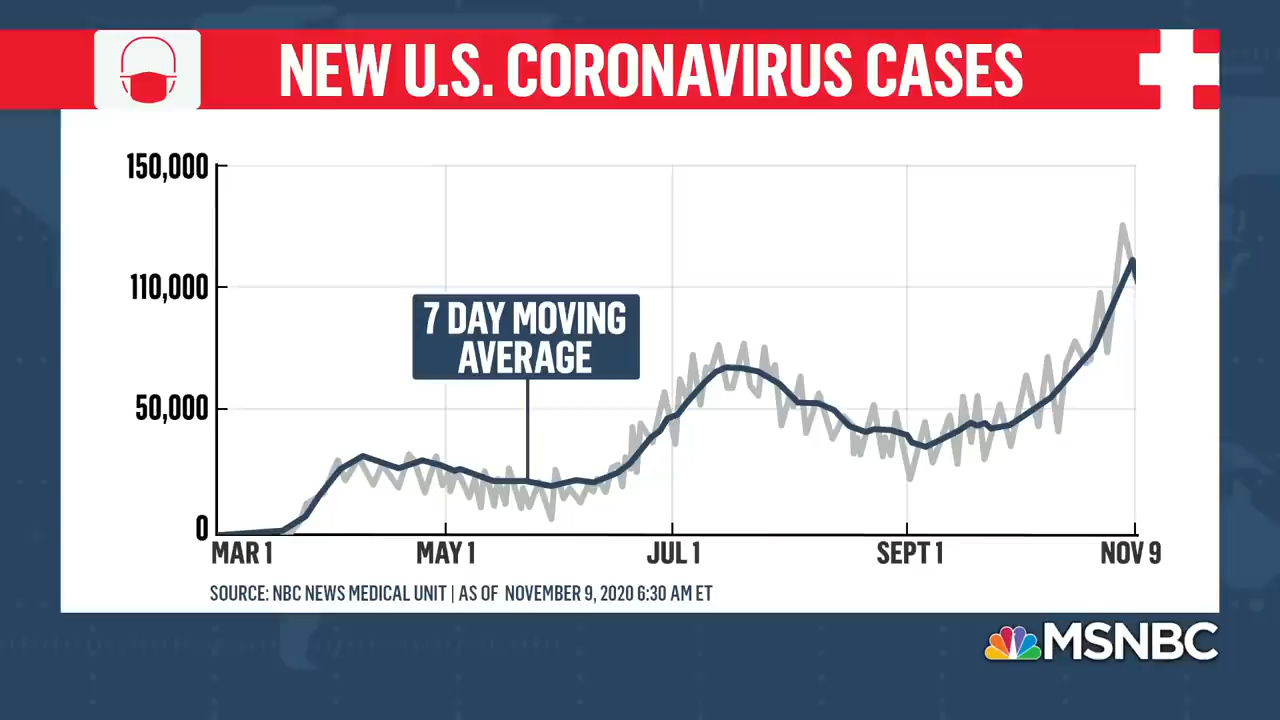 NEW U.S. CORONAVIRUS CASES
150,000
110,000
7 DAY MOVING
AVERAGE
50,000
0
MAR 1
MAY 1
JUL 1
SEPT 1
NOV 9
SOURCE: NBC NEWS MEDICAL UNIT | AS OF NOVEMBER 9, 2020 6:30 AM ET
MSNBC